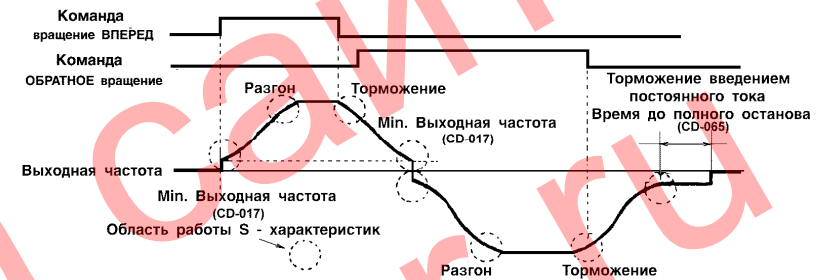 Команда
вращение ВПЕРЕД
Команда
ОБРАТНОЕ вращение
Разгон
Торможение
Торможение введением
постоянного тока
Время до полного останова
(CD-065)
Min. Выходная частота
(CD-017)
Выходная частота
Min. Выходная частота
(CD-017)
Область работы S - характеристик
Разгон
Торможение